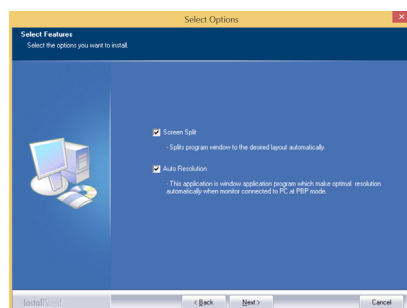 Select Options
Select Features
Select the options you want to install.
Screen Split
- Splits program window to the desired layout automatically.
Auto Resolution
- This application is window application program which make optimal resolution
automatically when monitor connected to PC at PBP mode.
InstallShield
< Back
Next >
Cancel